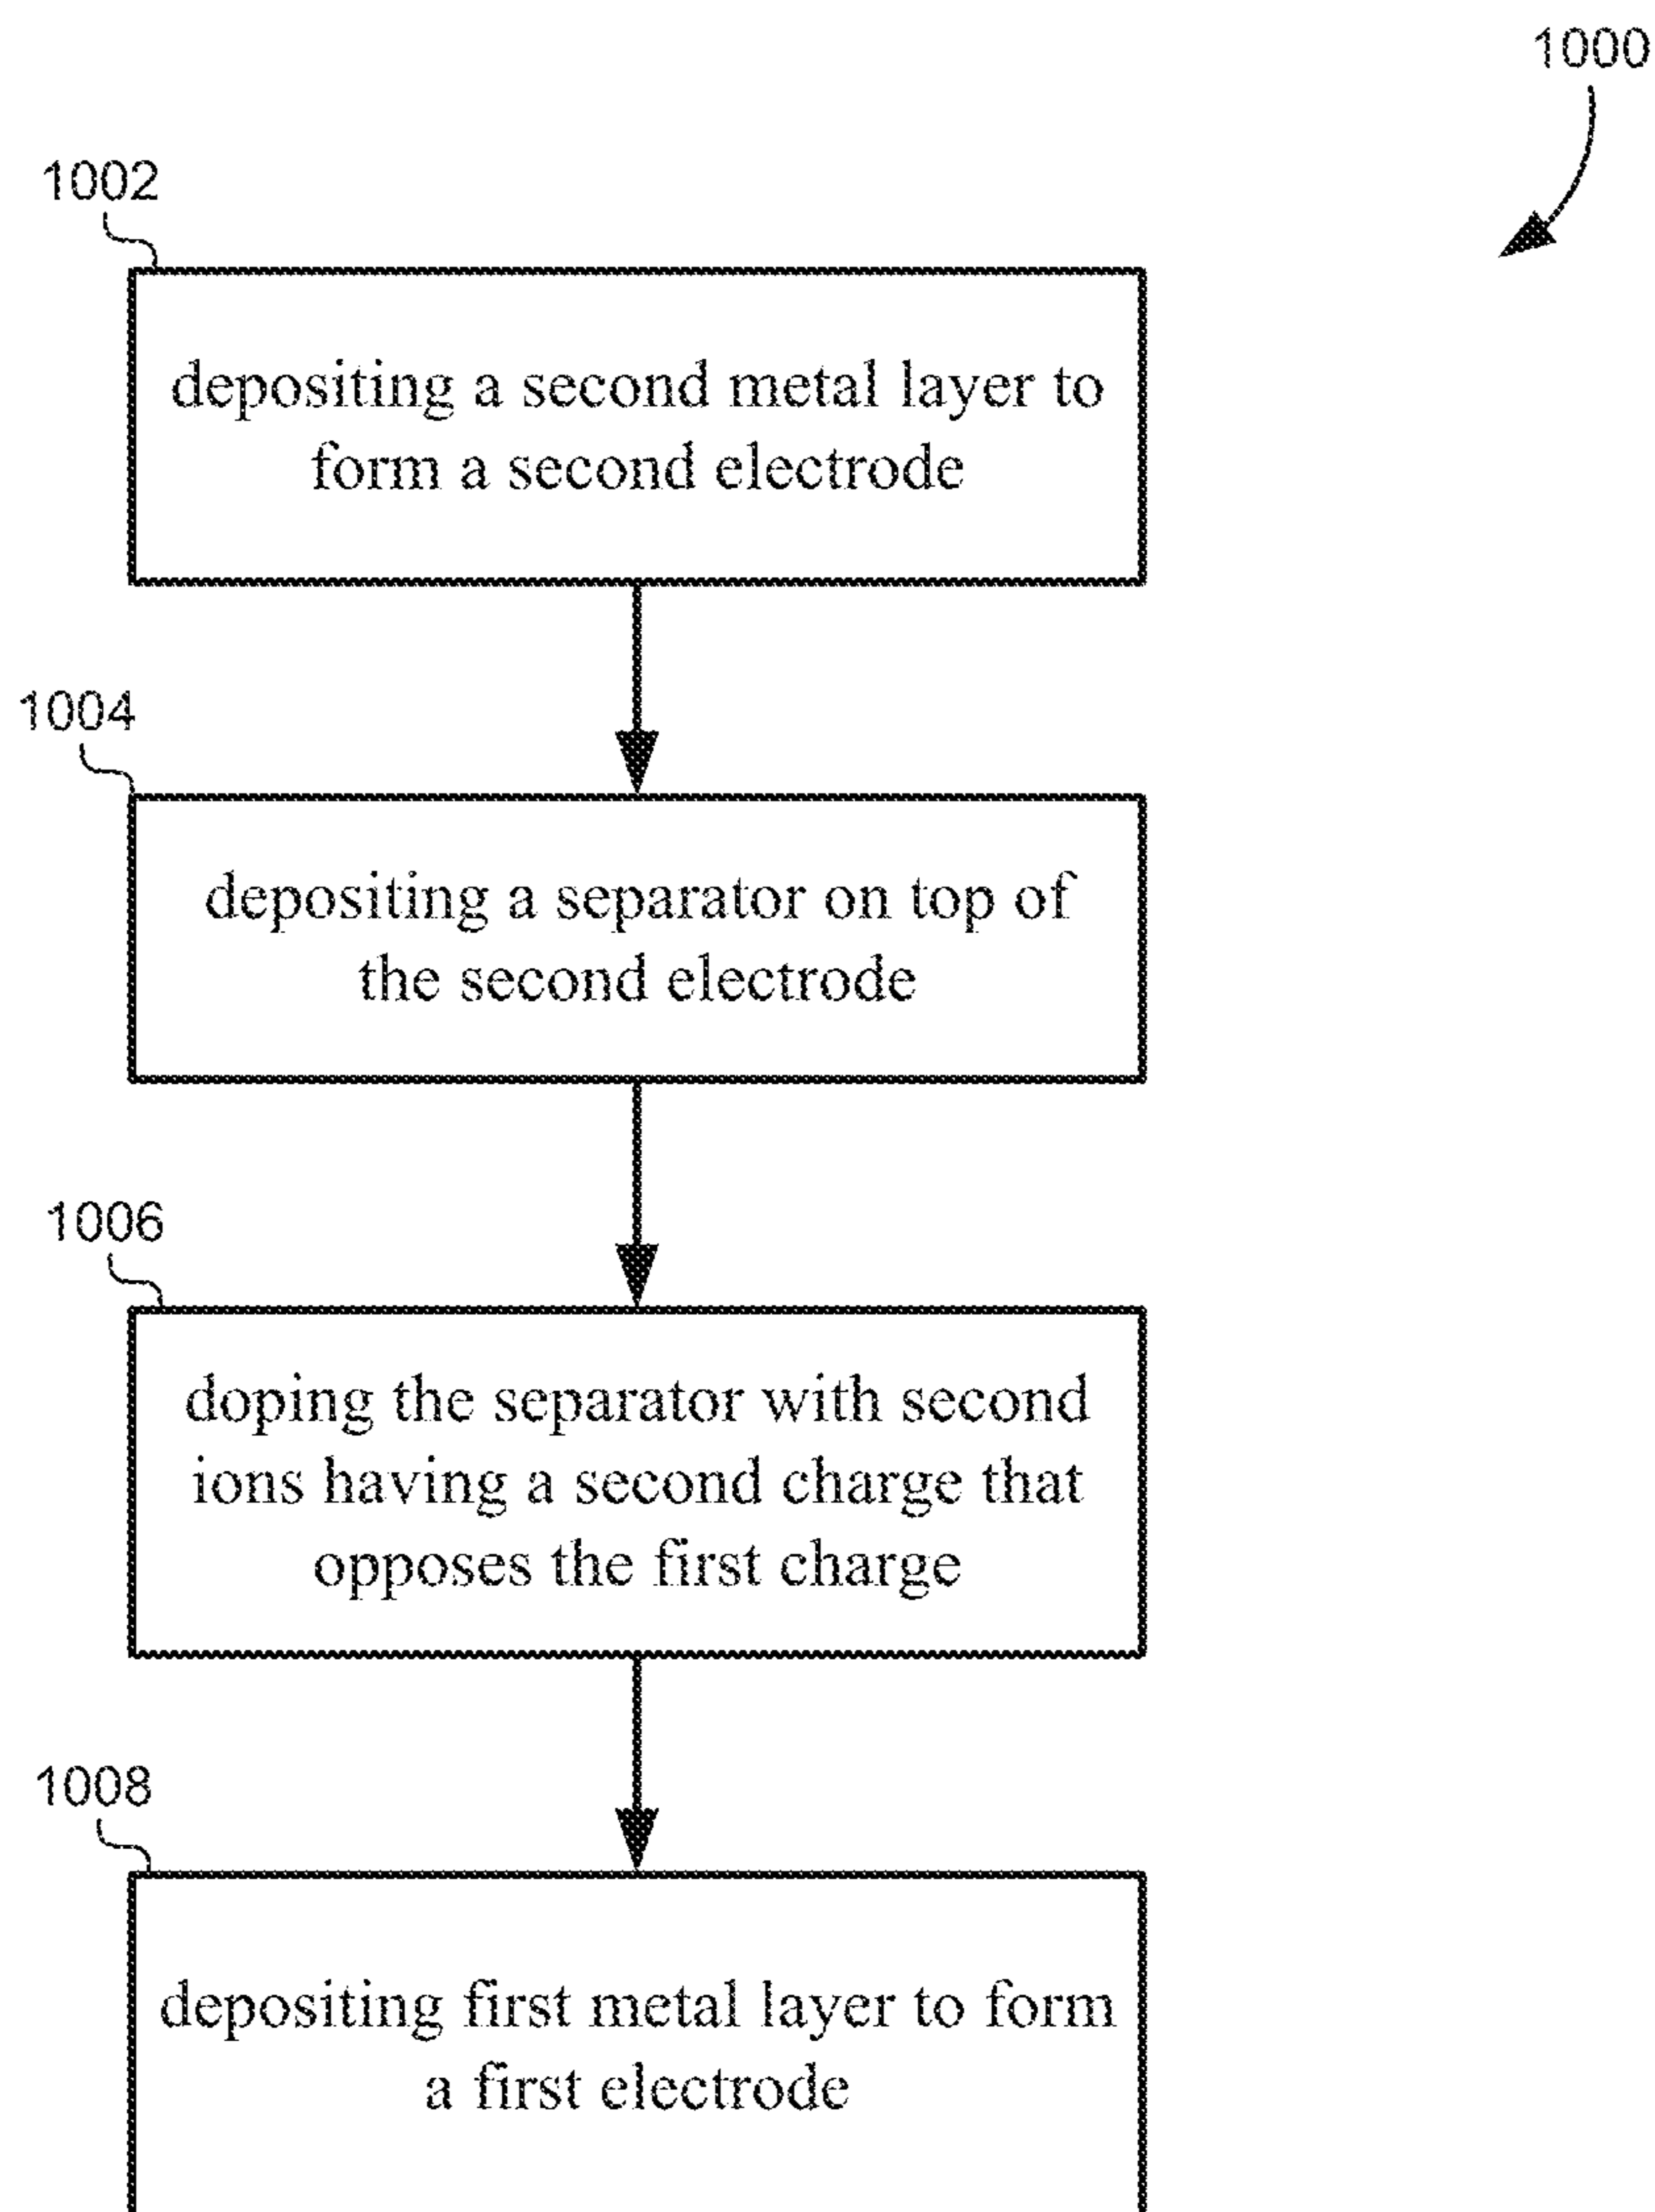 1000
1002
depositing a second metal layer to
form a second electrode
1004
depositing a separator on top of
the second electrode
1006
doping the separator with second
ions having a second charge that
opposes the first charge
1008
depositing first metal layer to form
a first electrode